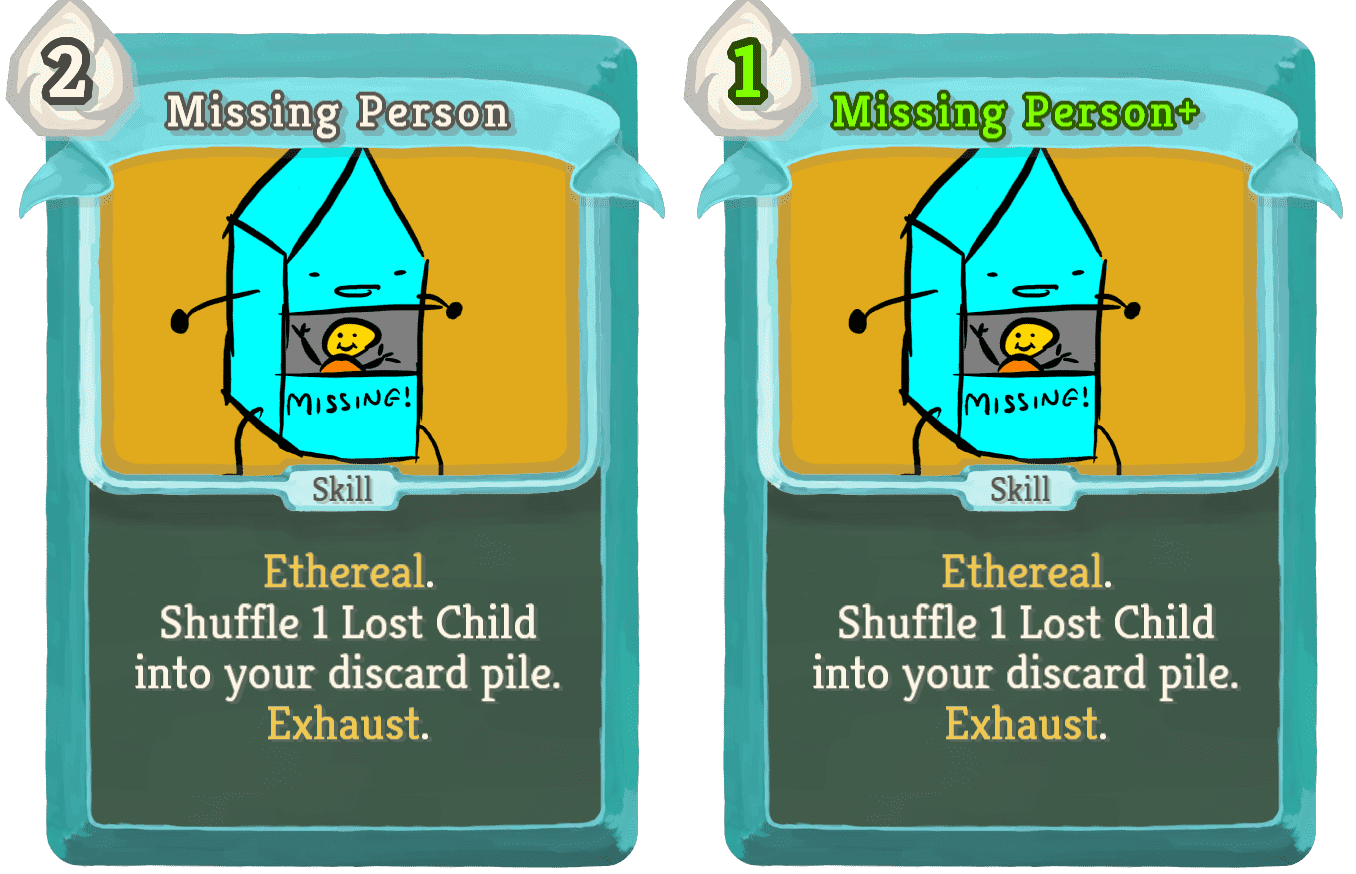 2
Missing Person
MISSING!
Skill
Ethereal.
Shuffle 1 Lost Child
into your discard pile.
Exhaust.
1
Missing Person+
MISSING!
Skill
Ethereal.
Shuffle 1 Lost Child
into your discard pile.
Exhaust.